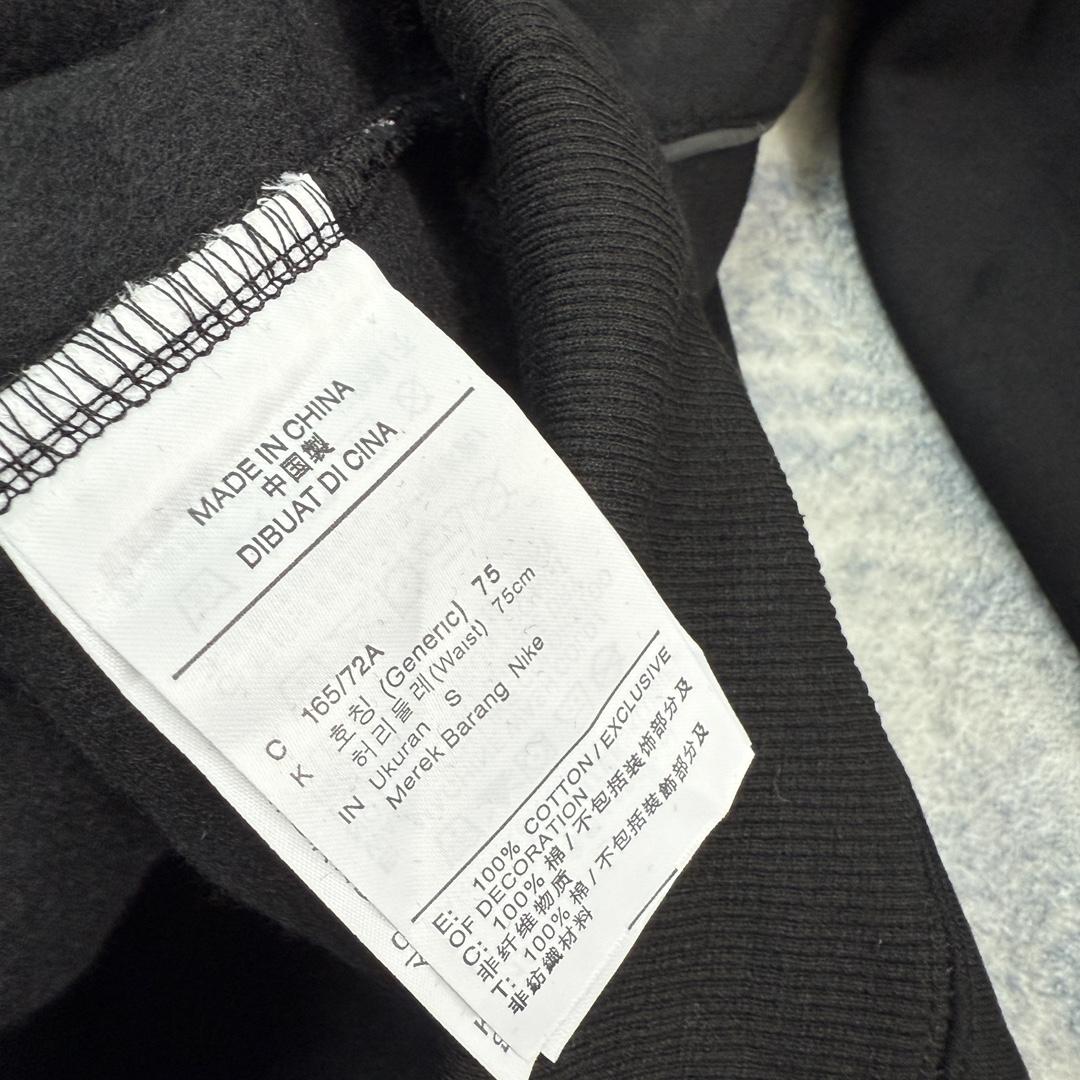 MADE IN CHINA
中国製
DIBUAT DI CINA
C 165/72A
K 호칭 (Generic) 75
허리둘레(Waist) 75cm
IN Ukuran S
Merek Barang Nike
E: 100% COTTON / EXCLUSIVE
OF DECORATION
C: 100% 棉 / 不包括装饰部分及
非纤维物质
T: 100% 棉 / 不包括裝飾部分及
非紡織材料